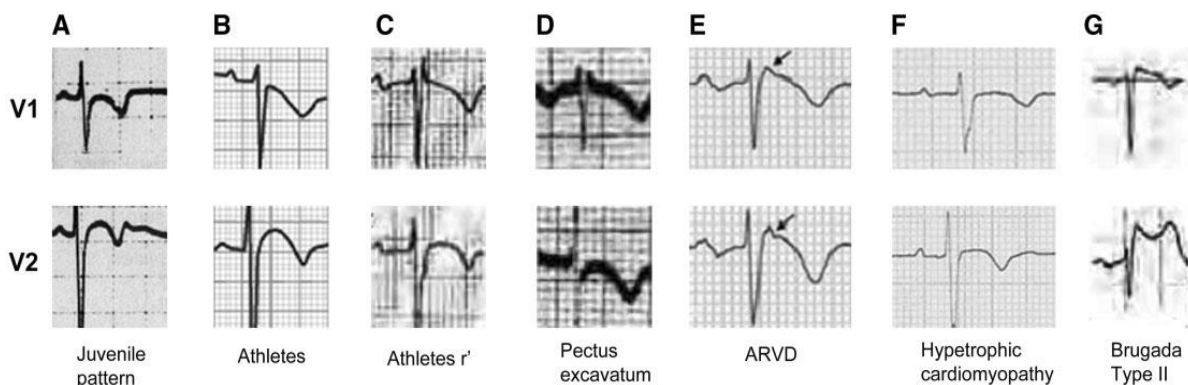 A B C D E F G
V1
V2
Juvenile
pattern
Athletes
Athletes r'
Pectus
excavatum
ARVD
Hypetrophic
cardiomyopathy
Brugada
Type II